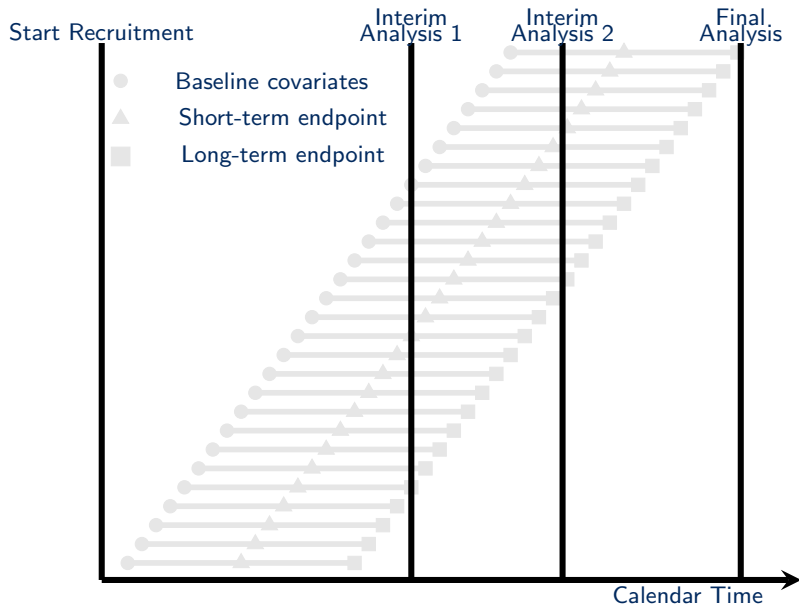 Start Recruitment
Interim
Analysis 1
Interim
Analysis 2
Final
Analysis
Baseline covariates
Short-term endpoint
Long-term endpoint
Calendar Time